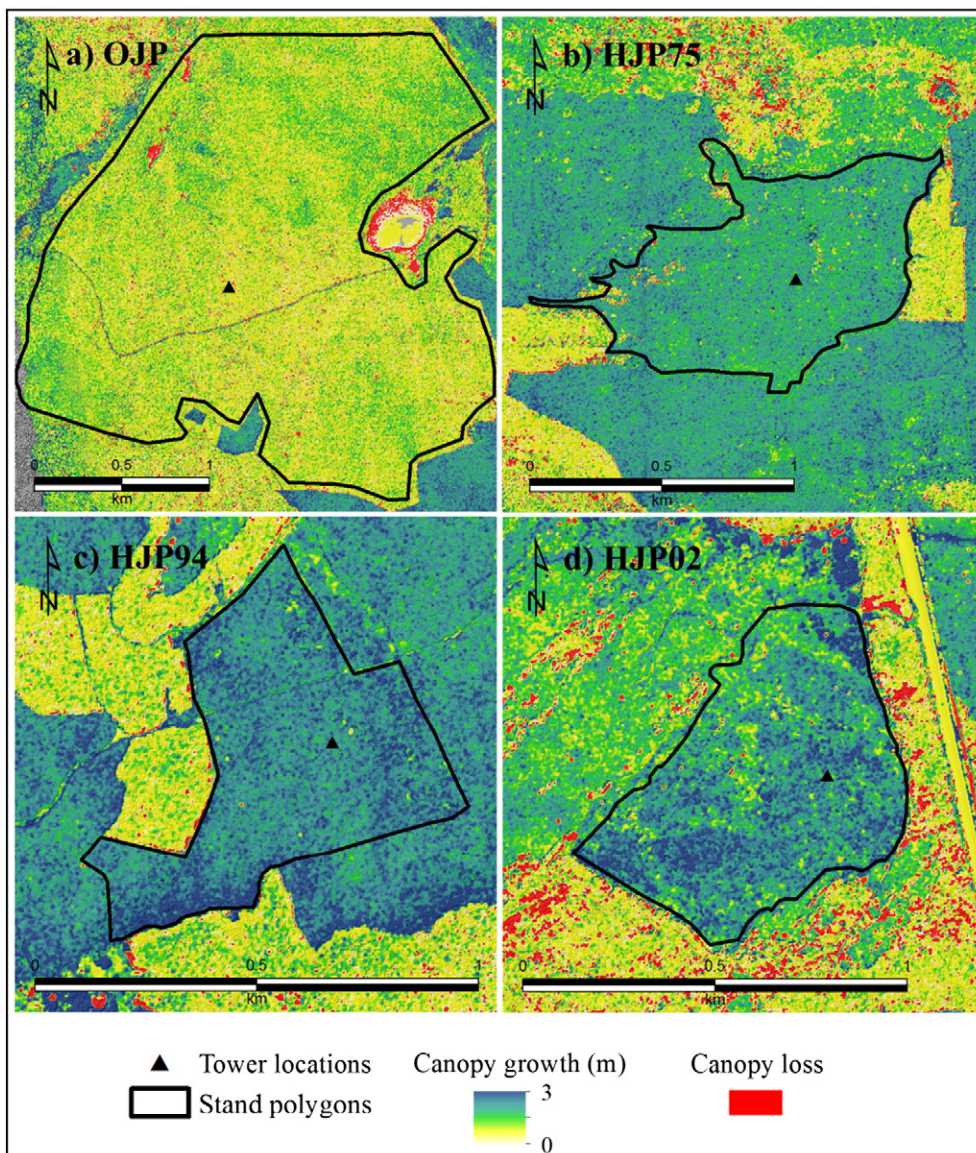 N
a) OJP
N
b) HJP75
0 0.5 1
km
0 0.5 1
km
N
c) HJP94
N
d) HJP02
0 0.5 1
km
0 0.5 1
km
Tower locations
Stand polygons
Canopy growth (m)
3
0
Canopy loss